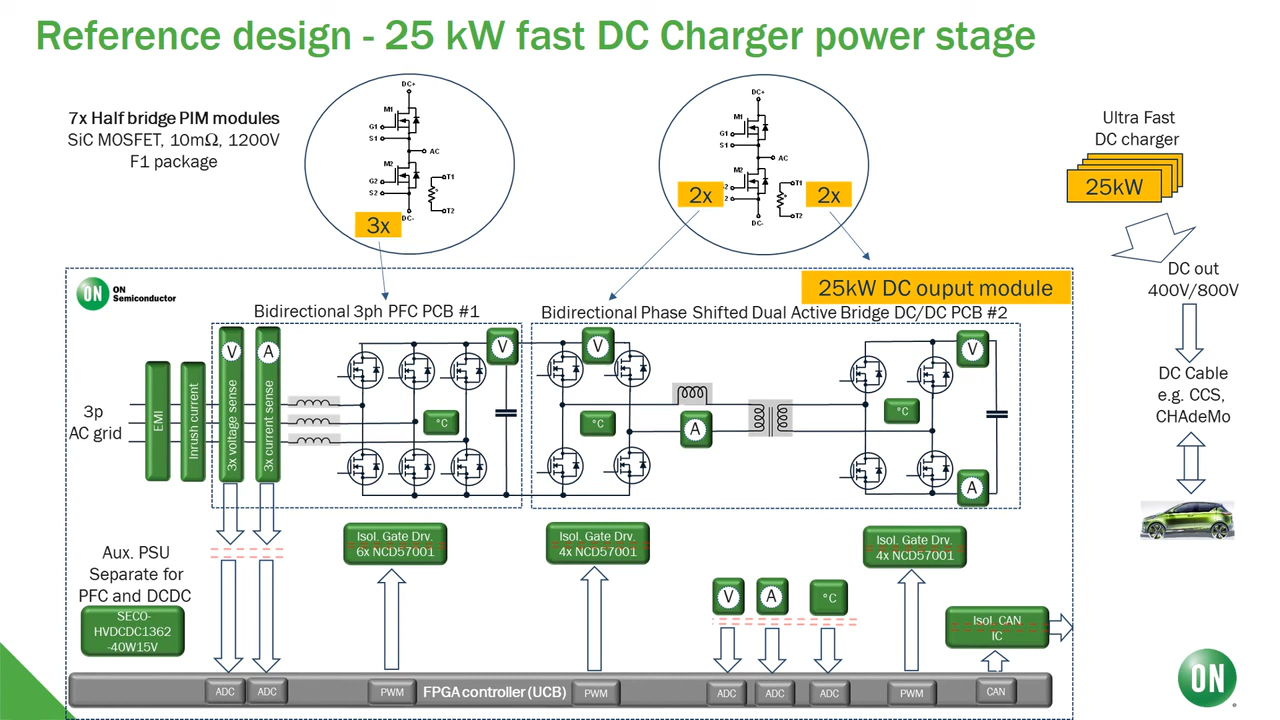 Reference design - 25 kW fast DC Charger power stage
7x Half bridge PIM modules
SiC MOSFET, 10mΩ, 1200V
F1 package
DC+
M1
G1
S1
AC
M2
G2
S2
T1
T2
DC-
3x
DC+
M1
G1
S1
AC
M2
2
2
T1
T2
DC-
2x
2x
Ultra Fast
DC charger
25kW
DC out
400V/800V
DC Cable
e.g. CCS,
CHAdeMo
ON
ON
Semiconductor
25kW DC ouput module
Bidirectional 3ph PFC PCB #1
Bidirectional Phase Shifted Dual Active Bridge DC/DC PCB #2
3p
AC grid
EMI
Inrush current
V
3x voltage sense
A
3x current sense
°C
V
V
°C
A
°C
V
A
Isol. Gate Drv.
6x NCD57001
Isol. Gate Drv.
4x NCD57001
Isol. Gate Drv.
4x NCD57001
Aux. PSU
Separate for
PFC and DCDC
SECO-
HVDCDC1362
-40W15V
V
A
°C
Isol. CAN
IC
ADC
ADC
PWM
FPGA controller (UCB)
PWM
ADC
ADC
ADC
PWM
CAN
ON